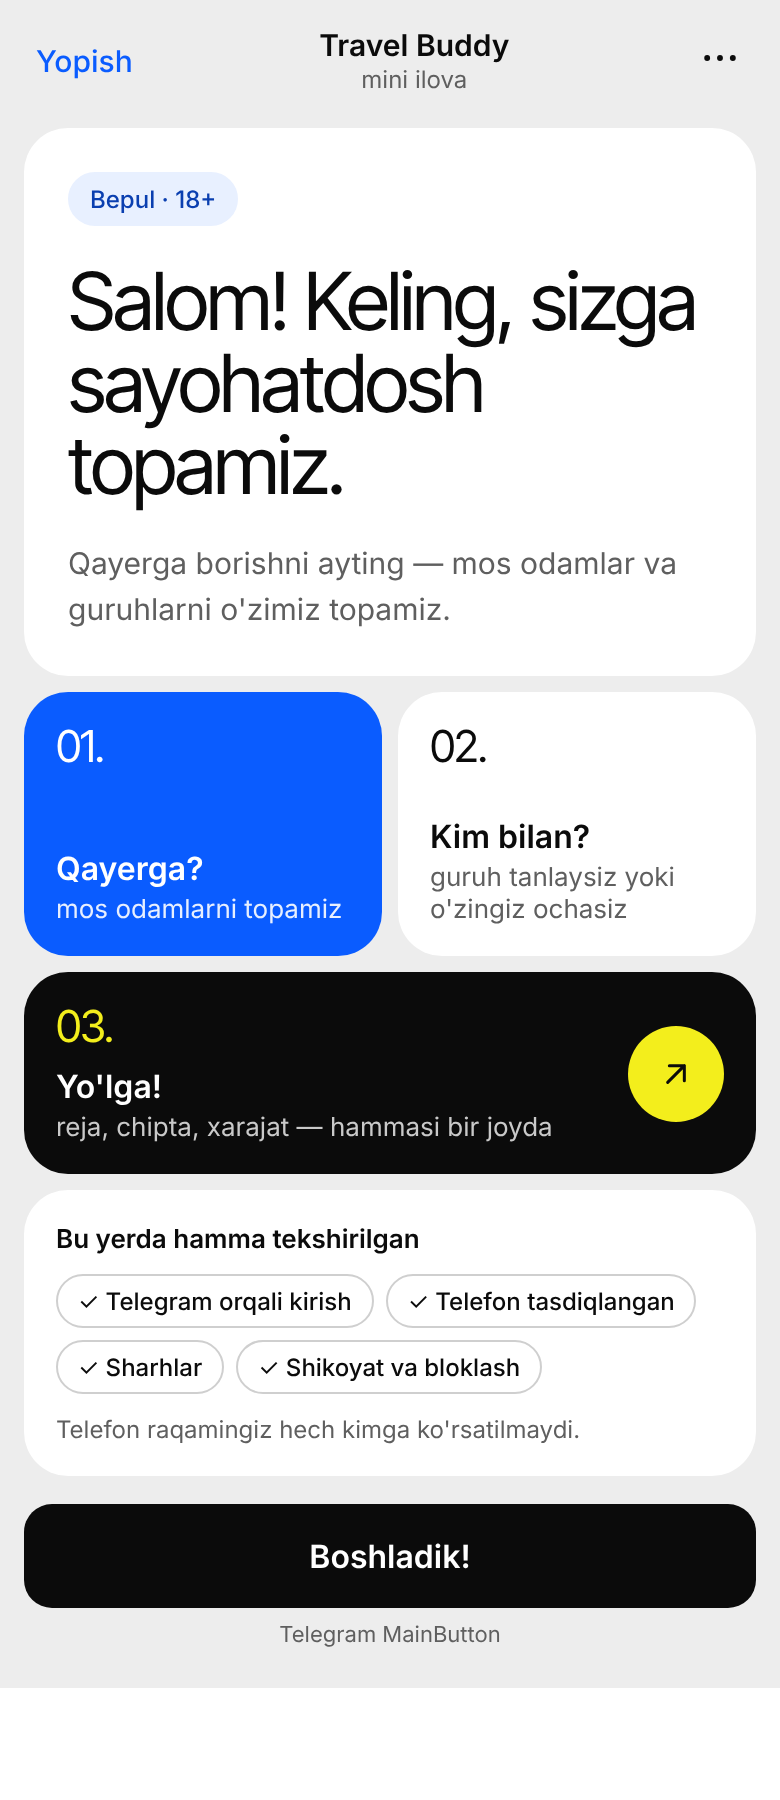 Yopish
Travel Buddy
mini ilova
Bepul · 18+
Salom! Keling, sizga
sayohatdosh
topamiz.
Qayerga borishni ayting — mos odamlar va
guruhlarni o'zimiz topamiz.
01.
Qayerga?
mos odamlarni topamiz
02.
Kim bilan?
guruh tanlaysiz yoki
o'zingiz ochasiz
03.
Yo'lga!
reja, chipta, xarajat — hammasi bir joyda
Bu yerda hamma tekshirilgan
✓ Telegram orqali kirish
✓ Telefon tasdiqlangan
✓ Sharhlar
✓ Shikoyat va bloklash
Telefon raqamingiz hech kimga ko'rsatilmaydi.
Boshladik!
Telegram MainButton